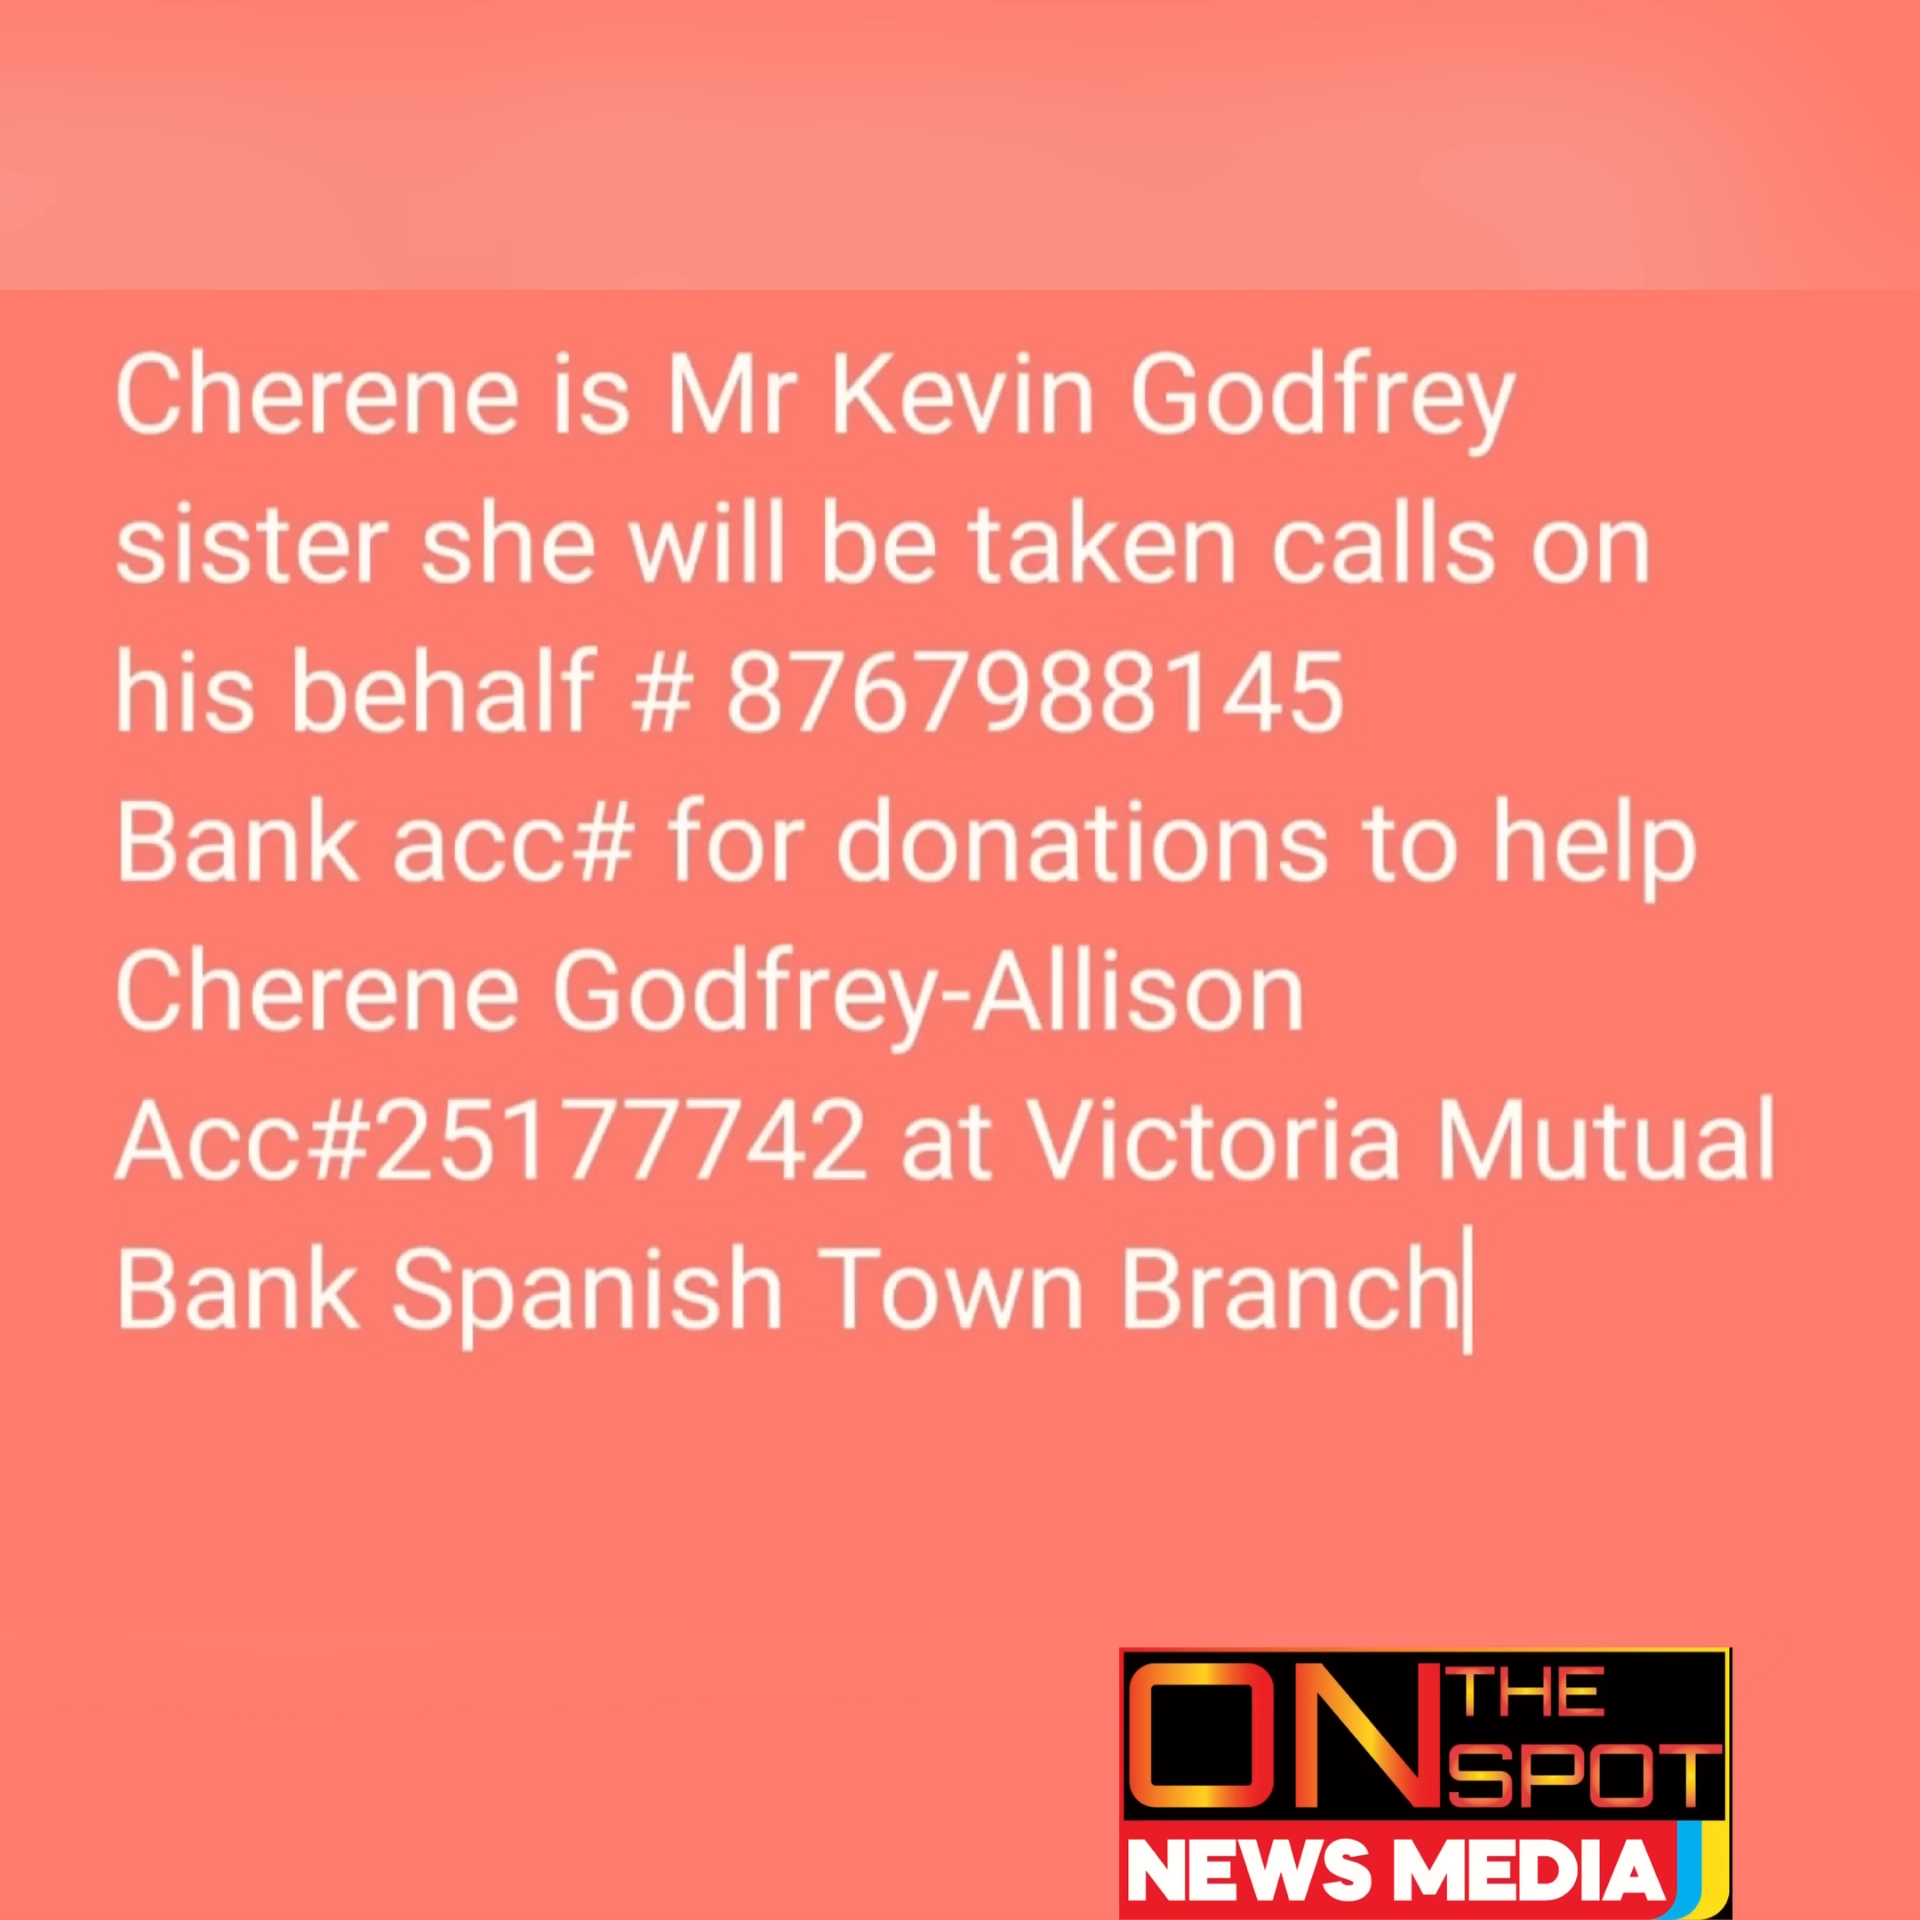 Cherene is Mr Kevin Godfrey
sister she will be taken calls on
his behalf # 8767988145
Bank acc# for donations to help
Cherene Godfrey-Allison
Acc#25177742 at Victoria Mutual
Bank Spanish Town Branch
ON THE SPOT
NEWS MEDIA